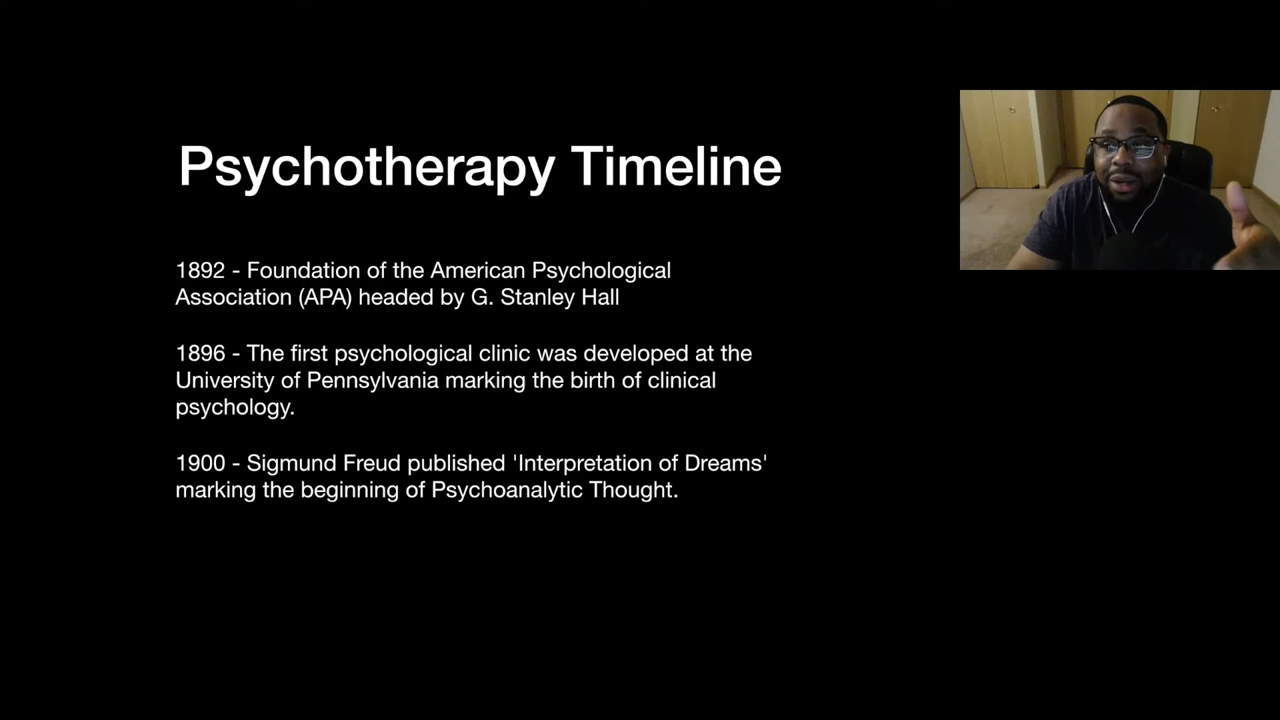 Psychotherapy Timeline
1892 - Foundation of the American Psychological
Association (APA) headed by G. Stanley Hall
1896 - The first psychological clinic was developed at the
University of Pennsylvania marking the birth of clinical
psychology.
1900 - Sigmund Freud published 'Interpretation of Dreams'
marking the beginning of Psychoanalytic Thought.